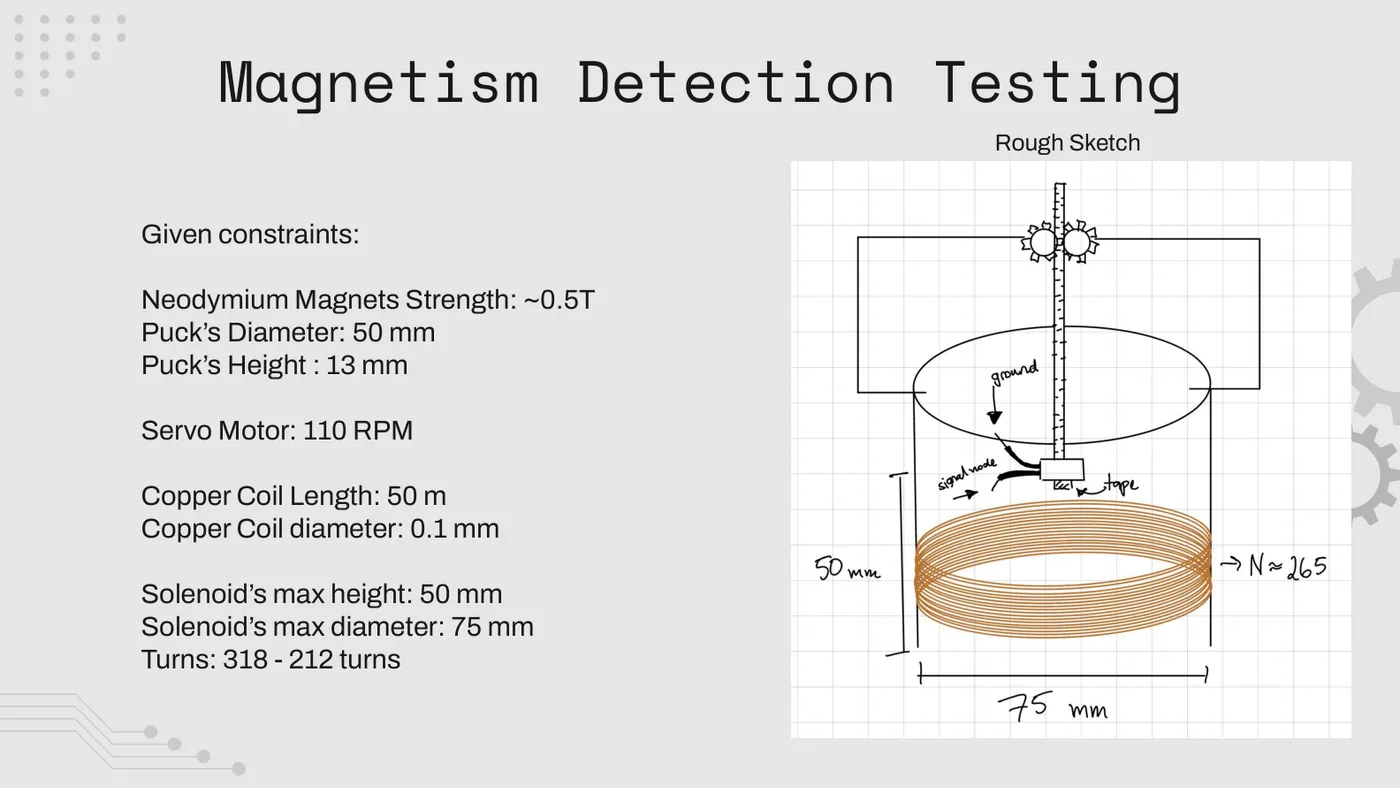 Magnetism Detection Testing
Rough Sketch
Given constraints:
Neodymium Magnets Strength: ~0.5T
Puck's Diameter: 50 mm
Puck's Height : 13 mm
Servo Motor: 110 RPM
Copper Coil Length: 50 m
Copper Coil diameter: 0.1 mm
Solenoid's max height: 50 mm
Solenoid's max diameter: 75 mm
Turns: 318 - 212 turns
ground
signal node
tape
50 mm
→ N ≈ 265
75 mm